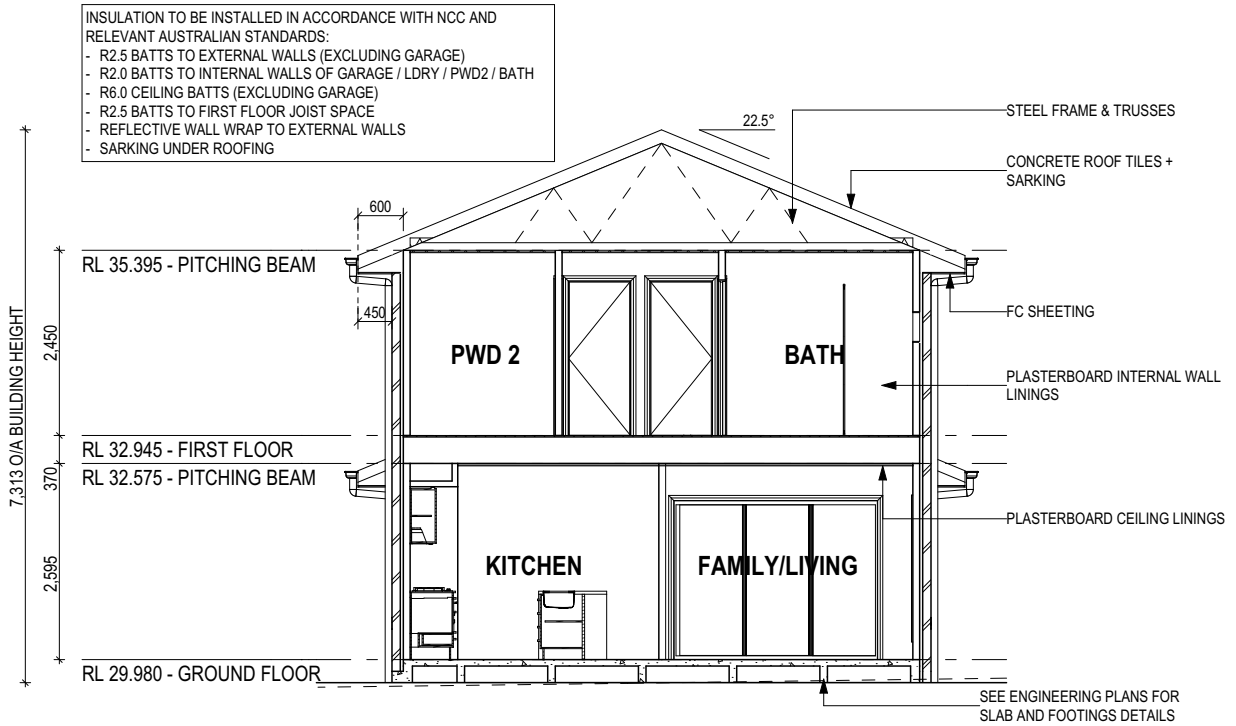 INSULATION TO BE INSTALLED IN ACCORDANCE WITH NCC AND
RELEVANT AUSTRALIAN STANDARDS:
- R2.5 BATTS TO EXTERNAL WALLS (EXCLUDING GARAGE)
- R2.0 BATTS TO INTERNAL WALLS OF GARAGE / LDRY / PWD2 / BATH
- R6.0 CEILING BATTS (EXCLUDING GARAGE)
- R2.5 BATTS TO FIRST FLOOR JOIST SPACE
- REFLECTIVE WALL WRAP TO EXTERNAL WALLS
- SARKING UNDER ROOFING
22.5°
STEEL FRAME & TRUSSES
CONCRETE ROOF TILES +
SARKING
600
RL 35.395 - PITCHING BEAM
450
FC SHEETING
7,313 O/A BUILDING HEIGHT
2,450
PWD 2
BATH
PLASTERBOARD INTERNAL WALL
LININGS
RL 32.945 - FIRST FLOOR
370
RL 32.575 - PITCHING BEAM
PLASTERBOARD CEILING LININGS
2,595
KITCHEN
FAMILY/LIVING
RL 29.980 - GROUND FLOOR
SEE ENGINEERING PLANS FOR
SLAB AND FOOTINGS DETAILS